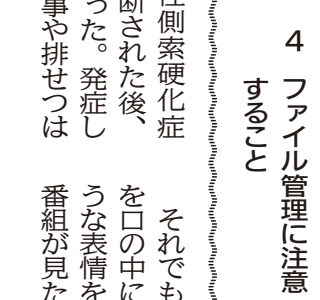 4 ファイル管理に注意
すること
性側索硬化症
断された後、
った。発症し
事や排せつは
それでも
を口の中に
うな表情を
番組が見た